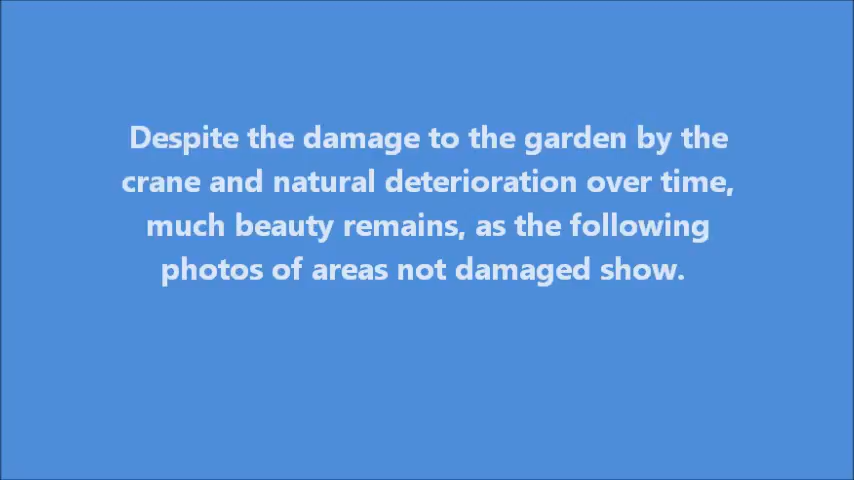 Despite the damage to the garden by the
crane and natural deterioration over time,
much beauty remains, as the following
photos of areas not damaged show.